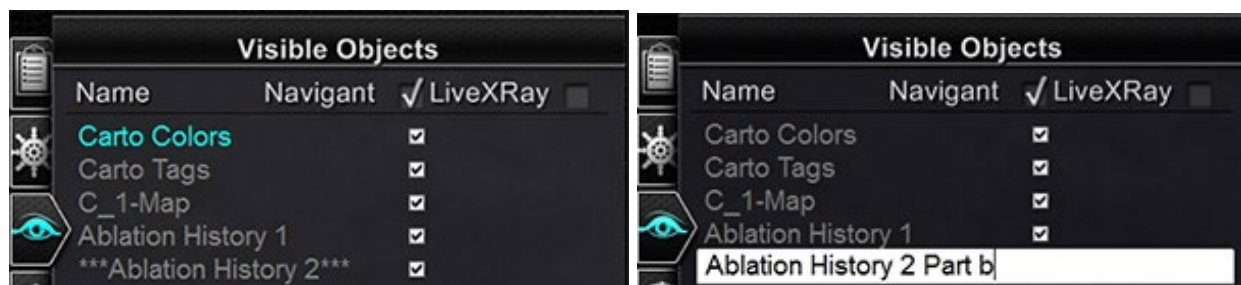 Visible Objects
Name Navigant LiveXRay
Carto Colors
Carto Tags
C_1-Map
Ablation History 1
***Ablation History 2***
Visible Objects
Name Navigant LiveXRay
Carto Colors
Carto Tags
C_1-Map
Ablation History 1
Ablation History 2 Part b